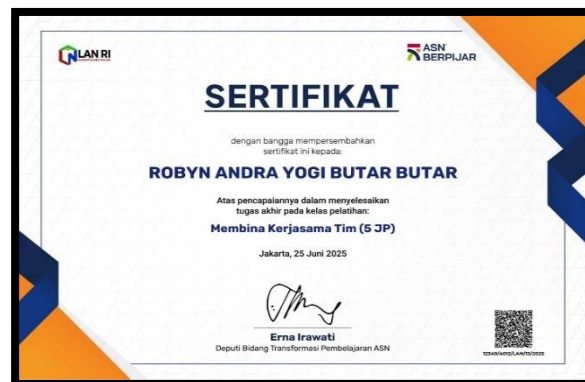 LAN RI
ASN
BERPIJAR
SERTIFIKAT
dengan bangga mempersembahkan
sertifikat ini kepada:
ROBYN ANDRA YOGI BUTAR BUTAR
Atas pencapaiannya dalam menyelesaikan
tugas akhir pada kelas pelatihan:
Membina Kerjasama Tim (5 JP)
Jakarta, 25 Juni 2025
Erna Irawati
Deputi Bidang Transformasi Pembelajaran ASN